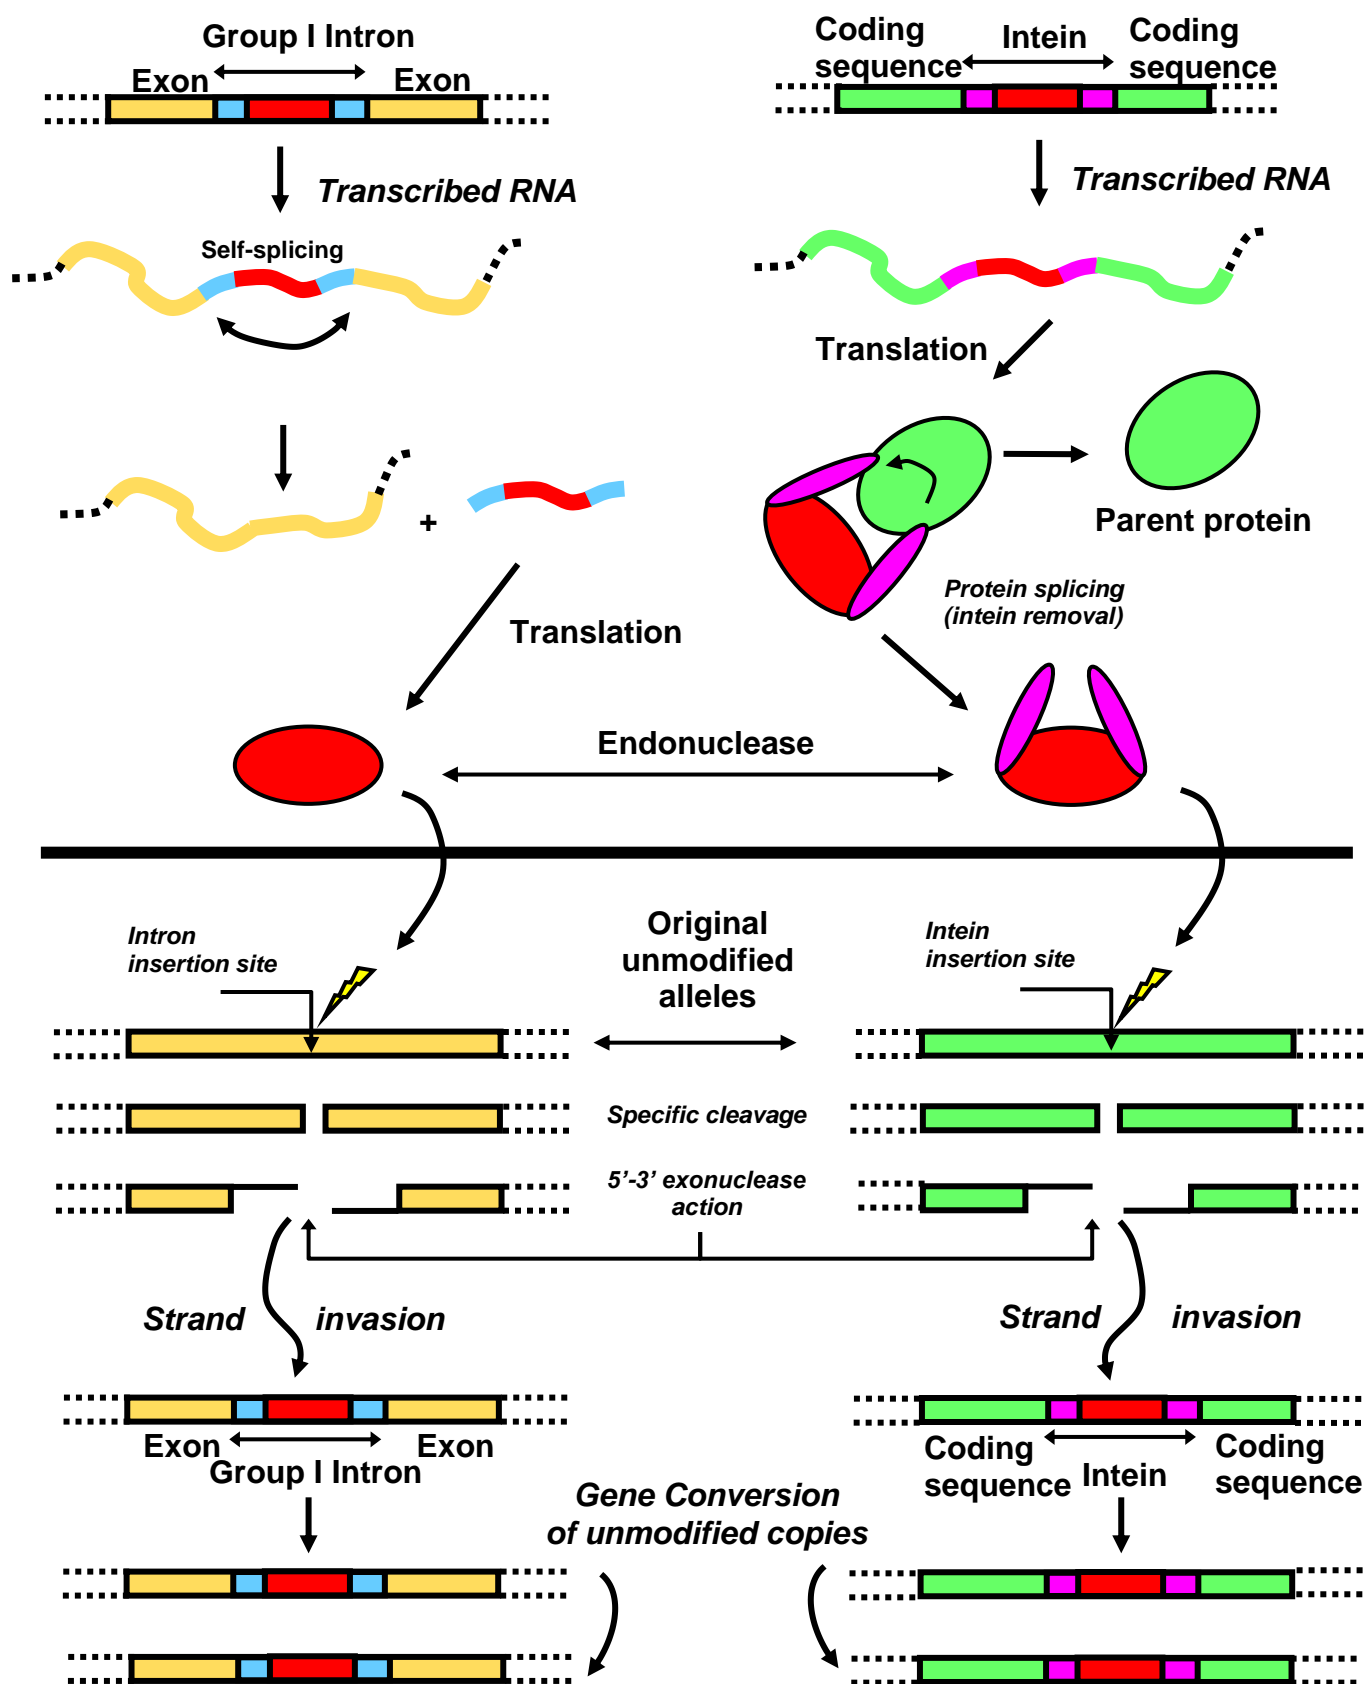 Group I Intron
Exon
Exon
Coding
sequence
Intein
Coding
sequence
Transcribed RNA
Transcribed RNA
Self-splicing
Translation
+
Parent protein
Protein splicing
(intein removal)
Translation
Endonuclease
Intron
insertion site
Original
unmodified
alleles
Intein
insertion site
Specific cleavage
5’-3’ exonuclease
action
Strand invasion
Strand invasion
Exon
Exon
Group I Intron
Coding
sequence
Intein
Coding
sequence
Gene Conversion
of unmodified copies